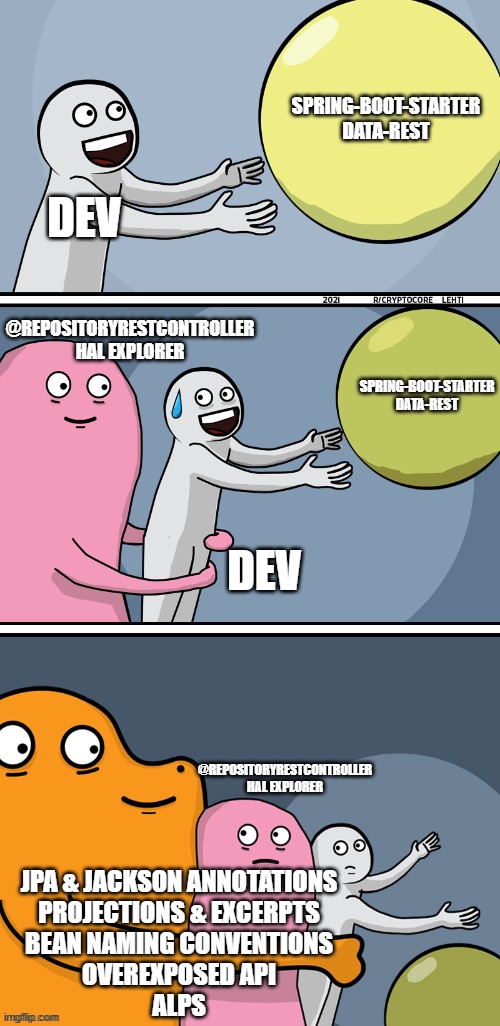 SPRING-BOOT-STARTER
DATA-REST
DEV
2021 R/CRYPTOCORE LEHTI
@REPOSITORYRESTCONTROLLER
HAL EXPLORER
SPRING-BOOT-STARTER
DATA-REST
DEV
@REPOSITORYRESTCONTROLLER
HAL EXPLORER
JPA & JACKSON ANNOTATIONS
PROJECTIONS & EXCERPTS
BEAN NAMING CONVENTIONS
OVEREXPOSED API
ALPS
imgflip.com